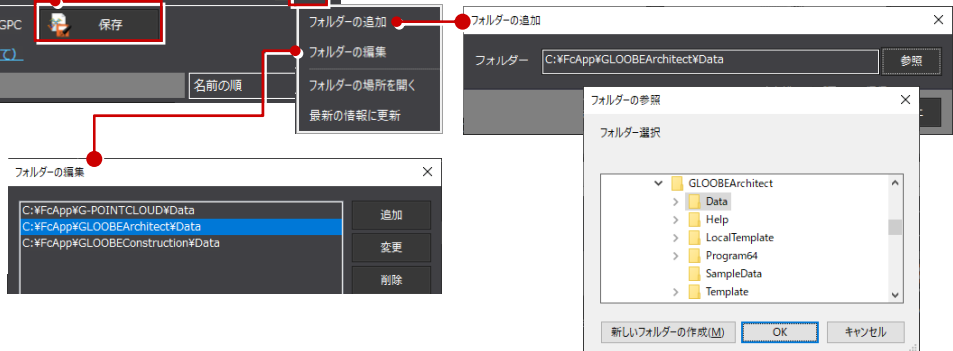 GPC
保存
て)
名前の順
フォルダーの追加
フォルダーの編集
フォルダーの場所を開く
最新の情報に更新
フォルダーの追加
フォルダー C:¥FcApp¥GLOOBEArchitect¥Data 参照
フォルダーの参照
フォルダー選択
GLOOBEArchitect
Data
Help
LocalTemplate
Program64
SampleData
Template
新しいフォルダーの作成(M) OK キャンセル
フォルダーの編集
C:¥FcApp¥G-POINTCLOUD¥Data
C:¥FcApp¥GLOOBEArchitect¥Data
C:¥FcApp¥GLOOBEConstruction¥Data
追加
変更
削除